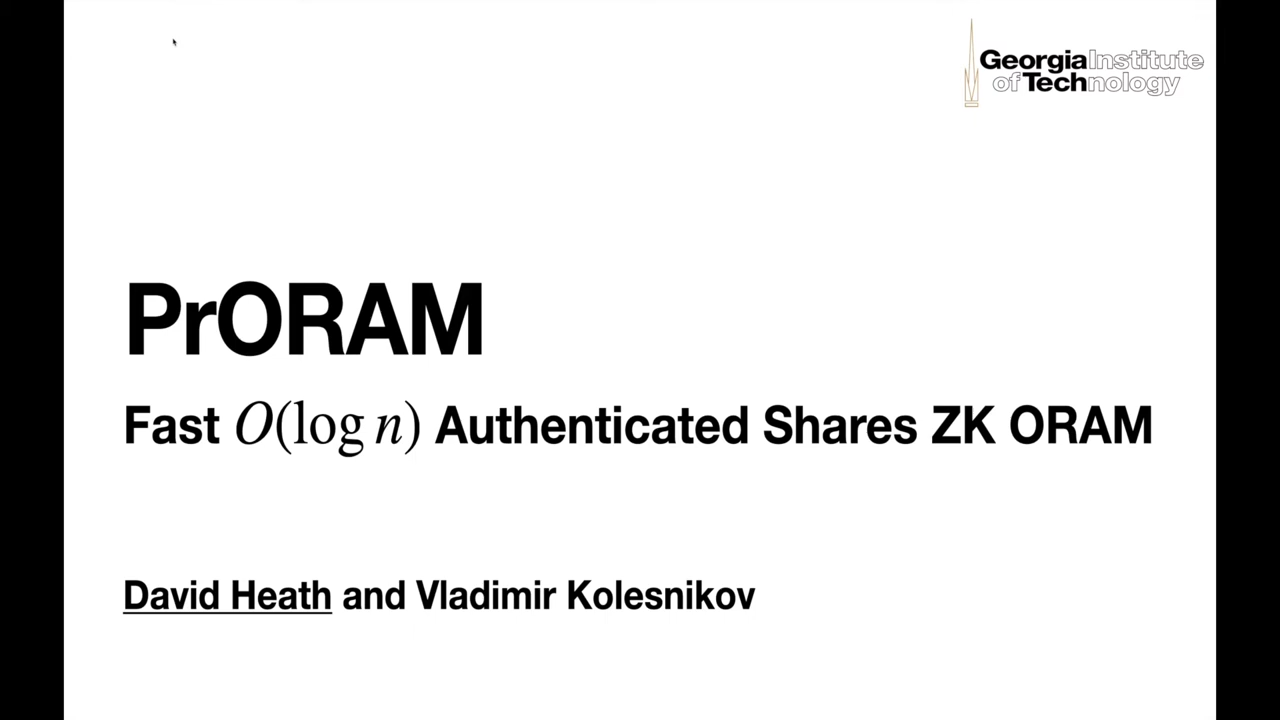 Georgia Institute
of Technology
PrORAM
Fast O(log n) Authenticated Shares ZK ORAM
David Heath and Vladimir Kolesnikov